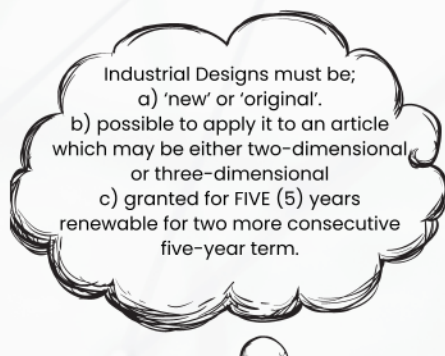 Industrial Designs must be;
a) ‘new’ or ‘original’.
b) possible to apply it to an article
which may be either two-dimensional
or three-dimensional
c) granted for FIVE (5) years
renewable for two more consecutive
five-year term.